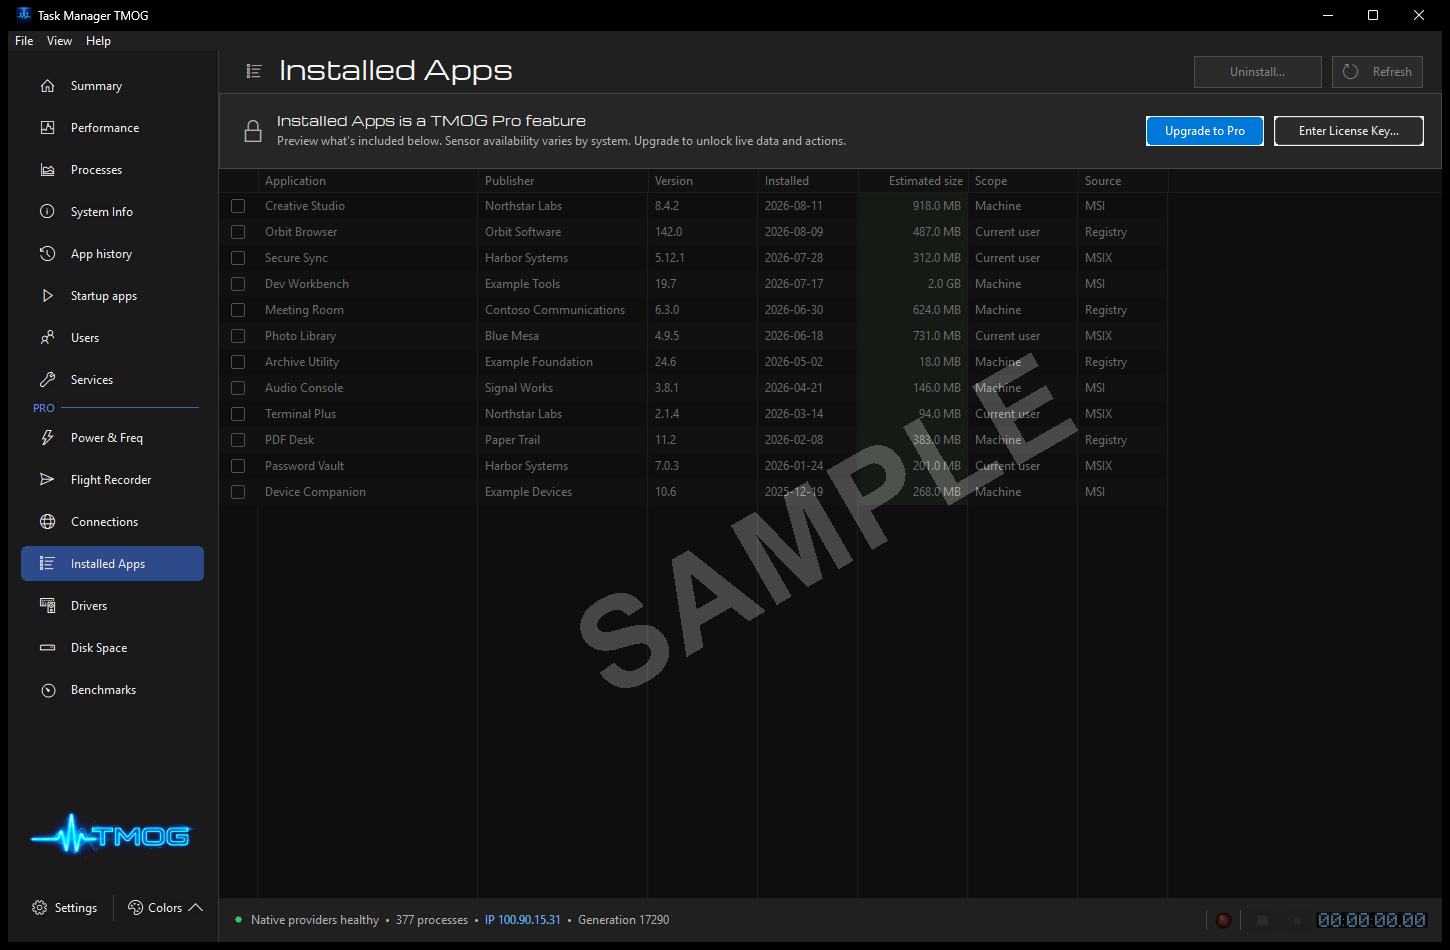 Task Manager TMOG
File View Help
Summary
Performance
Processes
System Info
App history
Startup apps
Users
Services
PRO
Power & Freq
Flight Recorder
Connections
Installed Apps
Drivers
Disk Space
Benchmarks
TMOG
Settings Colors
Installed Apps
Uninstall... Refresh
Installed Apps is a TMOG Pro feature
Preview what's included below. Sensor availability varies by system. Upgrade to unlock live data and actions.
Upgrade to Pro Enter License Key...
Application Publisher Version Installed Estimated size Scope Source
Creative Studio Northstar Labs 8.4.2 2026-08-11 918.0 MB Machine MSI
Orbit Browser Orbit Software 142.0 2026-08-09 487.0 MB Current user Registry
Secure Sync Harbor Systems 5.12.1 2026-07-28 312.0 MB Current user MSIX
Dev Workbench Example Tools 19.7 2026-07-17 2.0 GB Machine MSI
Meeting Room Contoso Communications 6.3.0 2026-06-30 624.0 MB Machine Registry
Photo Library Blue Mesa 4.9.5 2026-06-18 731.0 MB Current user MSIX
Archive Utility Example Foundation 24.6 2026-05-02 18.0 MB Machine Registry
Audio Console Signal Works 3.8.1 2026-04-21 146.0 MB Machine MSI
Terminal Plus Northstar Labs 2.1.4 2026-03-14 94.0 MB Current user MSIX
PDF Desk Paper Trail 11.2 2026-02-08 383.0 MB Machine Registry
Password Vault Harbor Systems 7.0.3 2026-01-24 201.0 MB Current user MSIX
Device Companion Example Devices 10.6 2025-12-19 268.0 MB Machine MSI
SAMPLE
Native providers healthy • 377 processes • IP 100.90.15.31 • Generation 17290
00:00:00.00